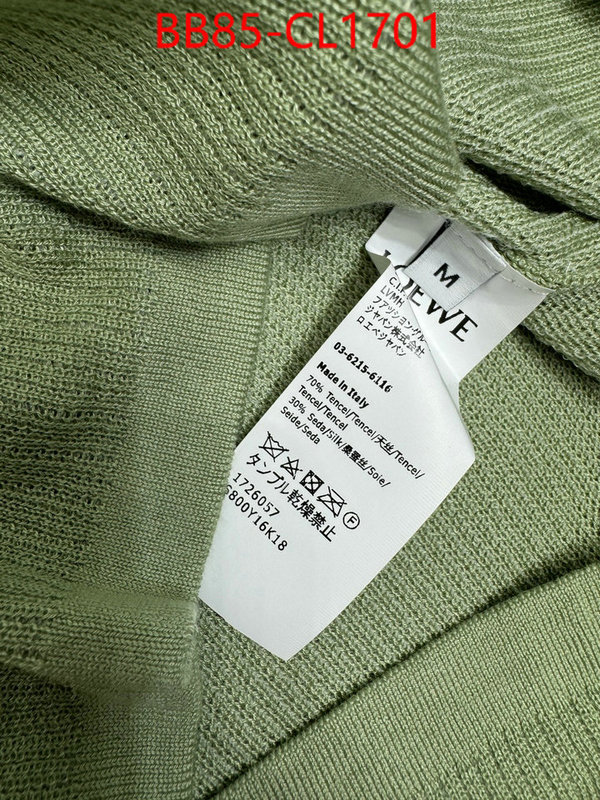 BB85-CL1701
M
LOEWE
LVMH
ファッショングル
ジャパン株式会社
ロエベジャパン
03-6215-6116
Made in Italy
70% Tencel/Tencel/天丝/Tencel/
Tencel/Tencel
30% Seda/Silk/桑蚕丝/Soie/
Seide/Seda
F
タンブル乾燥禁止
1726057
S800Y16K18